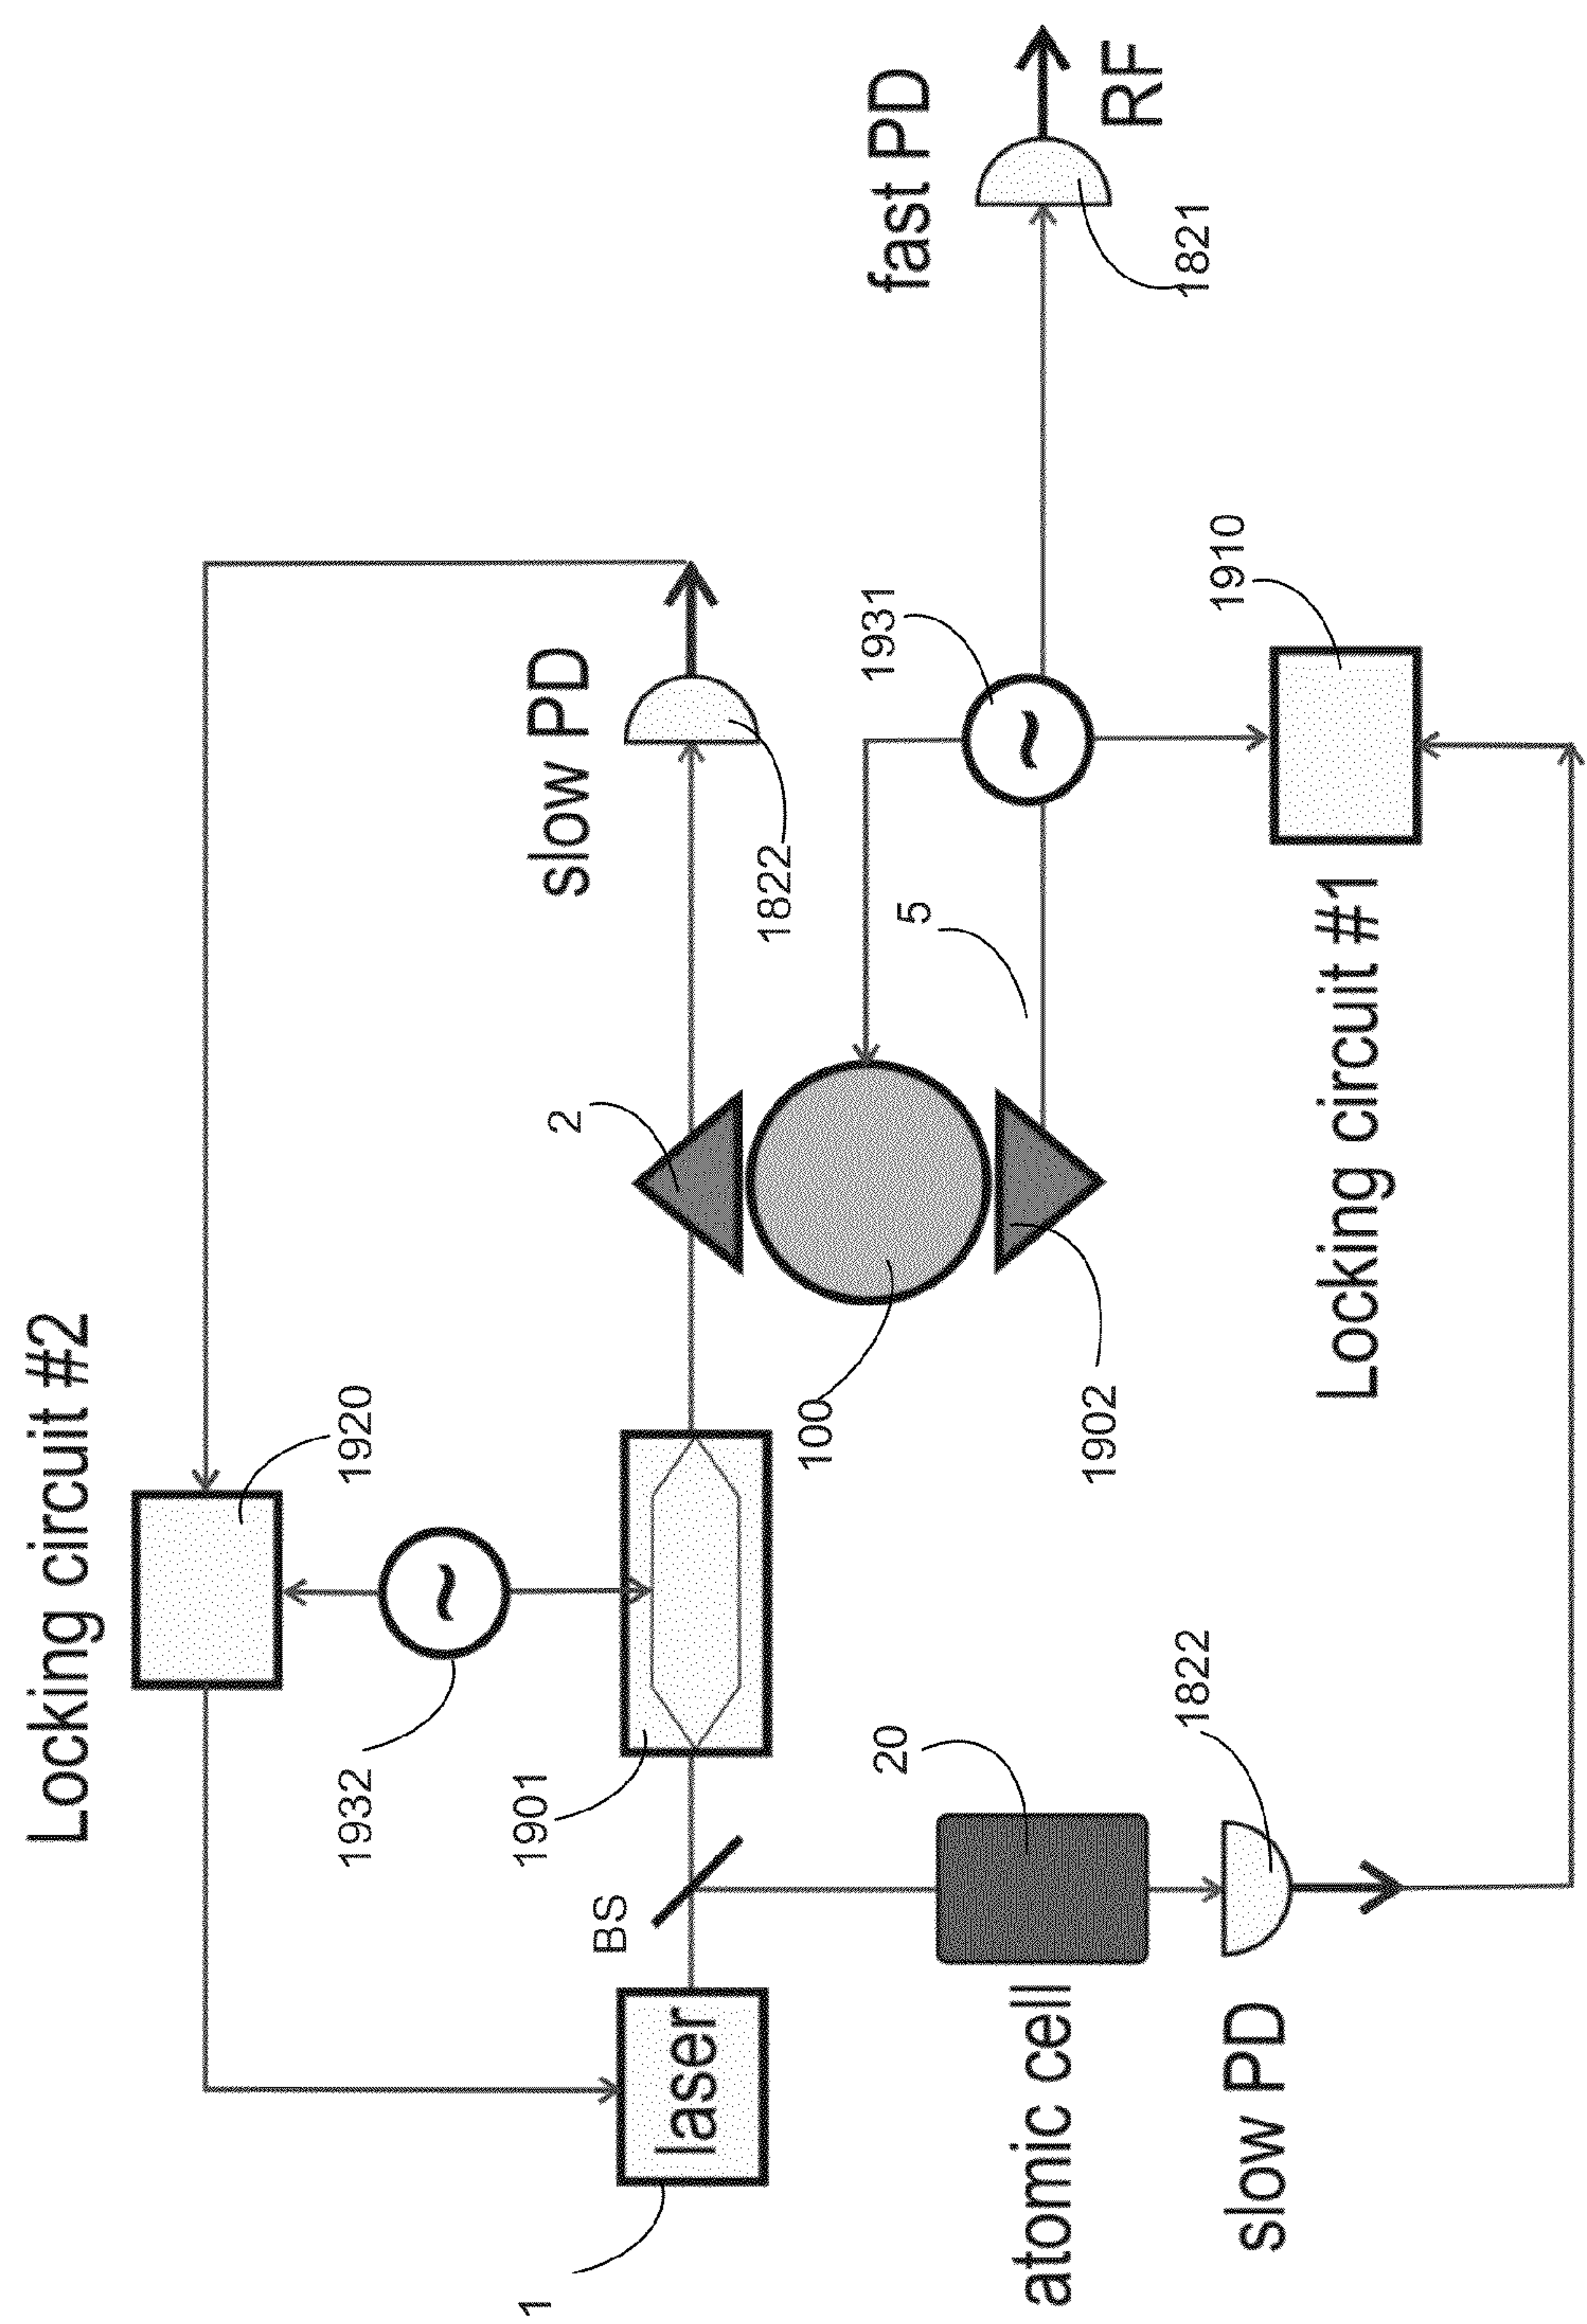 Locking circuit #2
1932
1920
1
1901
2
slow PD
BS
laser
1822
100
1931
20
5
fast PD
atomic cell
1902
RF
1822
1821
1910
slow PD
Locking circuit #1
~
~